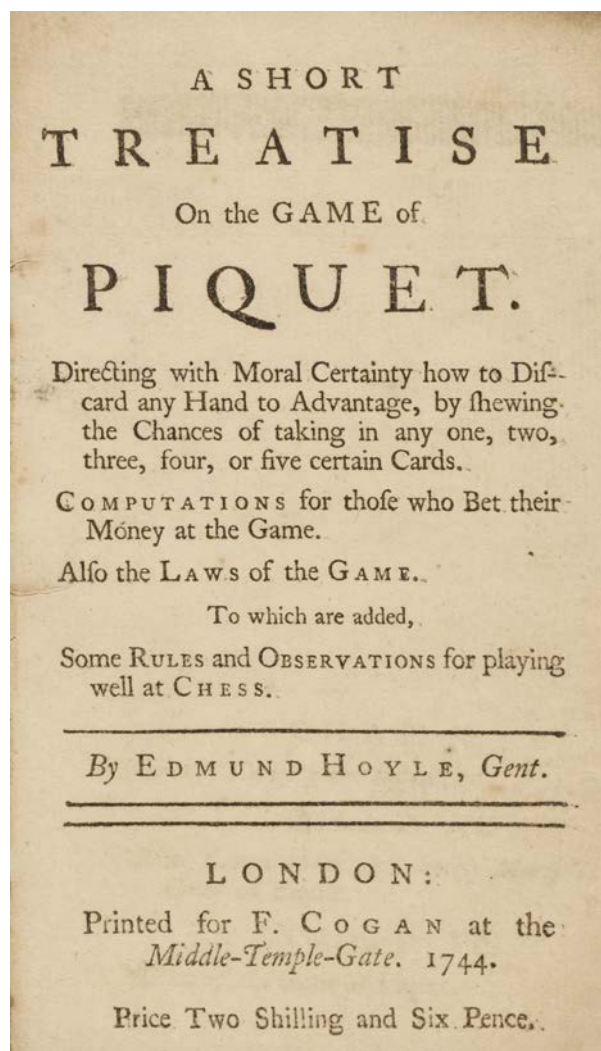 A SHORT
TREATISE
On the GAME of
PIQUET.
Directing with Moral Certainty how to Diſ-
card any Hand to Advantage, by ſhewing
the Chances of taking in any one, two,
three, four, or five certain Cards.
COMPUTATIONS for thoſe who Bet their
Money at the Game.
Alſo the LAWS of the GAME.
To which are added,
Some RULES and OBSERVATIONS for playing
well at CHESS.
By EDMUND HOYLE, Gent.
LONDON:
Printed for F. COGAN at the
Middle-Temple-Gate. 1744.
Price Two Shilling and Six Pence.